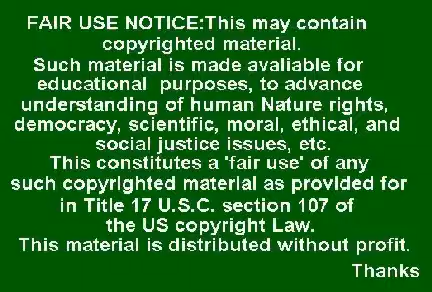 FAIR USE NOTICE:This may contain
copyrighted material.
Such material is made avaliable for
educational purposes, to advance
understanding of human Nature rights,
democracy, scientific, moral, ethical, and
social justice issues, etc.
This constitutes a 'fair use' of any
such copyrighted material as provided for
in Title 17 U.S.C. section 107 of
the US copyright Law.
This material is distributed without profit.
Thanks